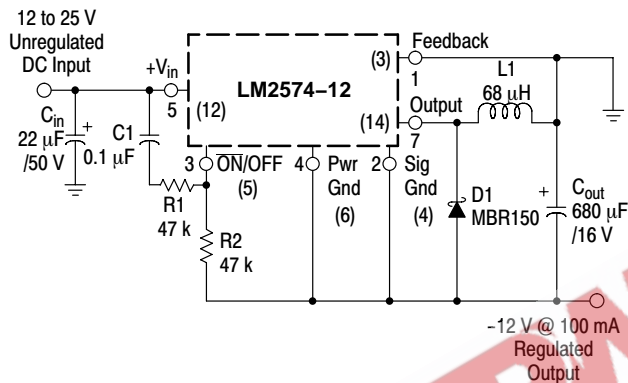 12 to 25 V
Unregulated
DC Input
+Vin
5
(12)
LM2574–12
(3)
Feedback
1
(14)
Output
7
L1
68 μH
Cin
22 μF
/50 V
+
C1
0.1 μF
3
ON/OFF
(5)
4
Pwr
Gnd
(6)
2
Sig
Gnd
(4)
R1
47 k
R2
47 k
D1
MBR150
+
Cout
680 μF
/16 V
–12 V @ 100 mA
Regulated
Output